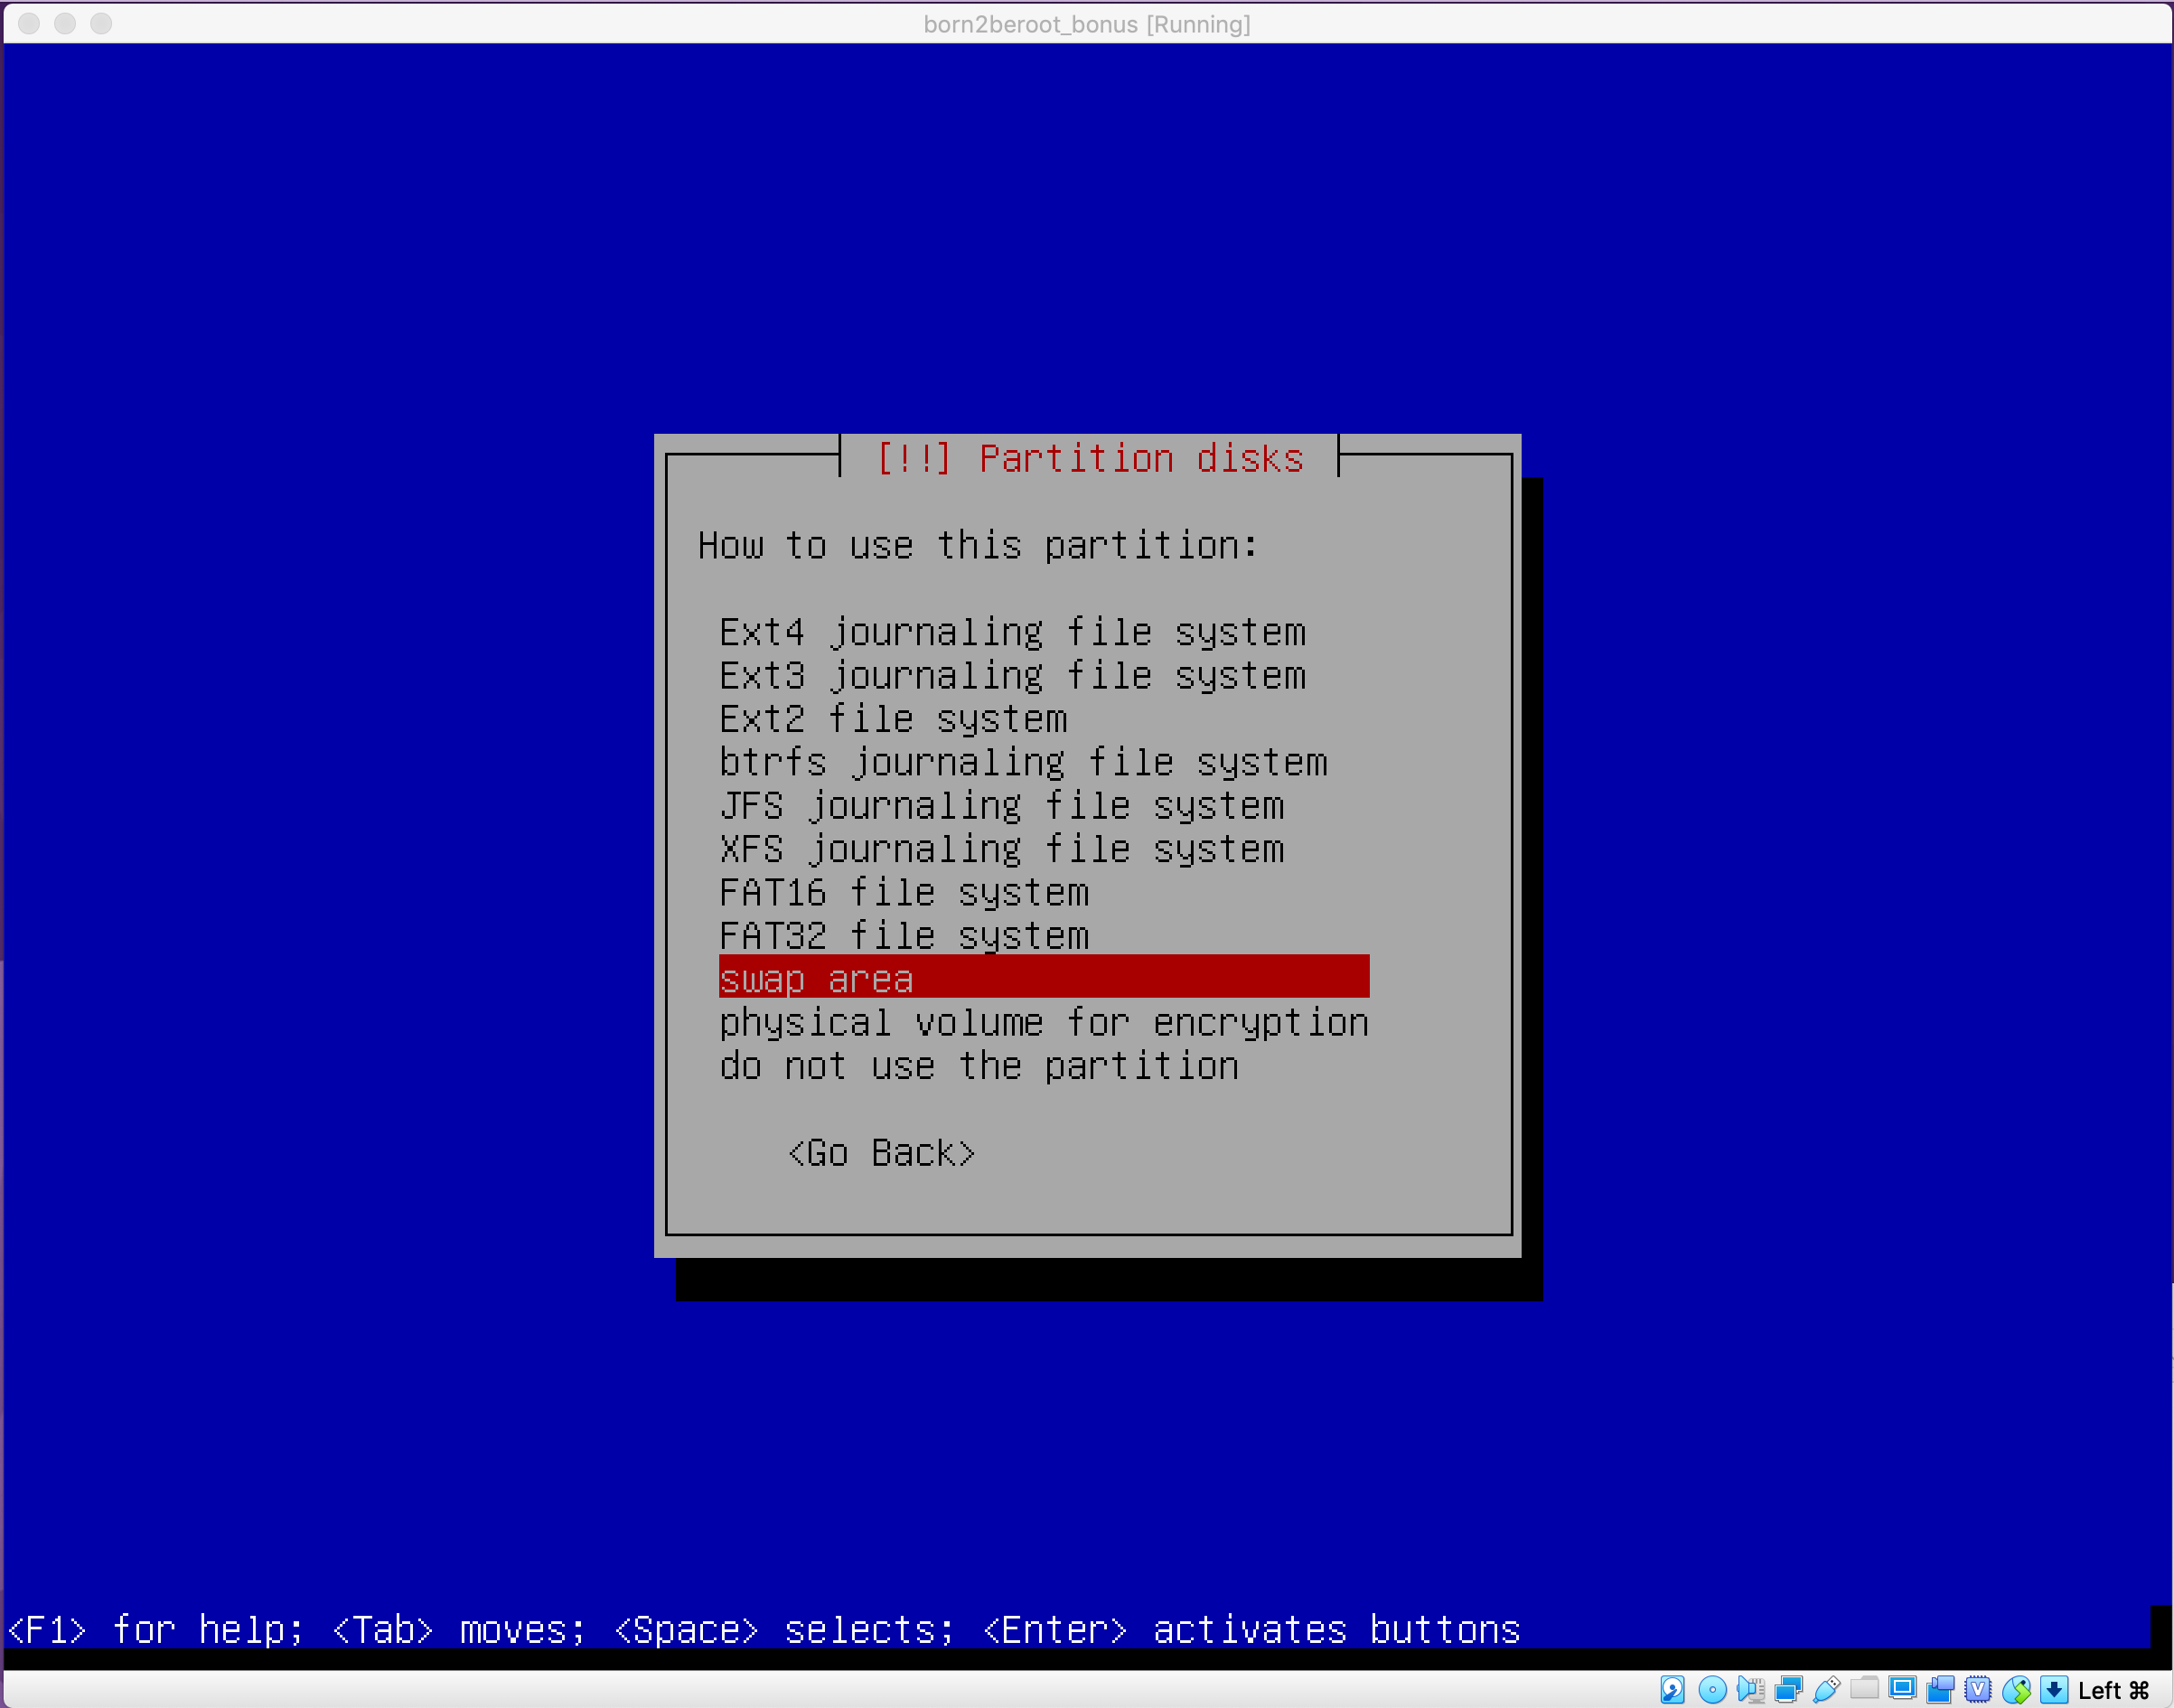 born2beroot_bonus [Running]
[!!] Partition disks
How to use this partition:
Ext4 journaling file system
Ext3 journaling file system
Ext2 file system
btrfs journaling file system
JFS journaling file system
XFS journaling file system
FAT16 file system
FAT32 file system
swap area
physical volume for encryption
do not use the partition
<Go Back>
<F1> for help; <Tab> moves; <Space> selects; <Enter> activates buttons
Left ⌘